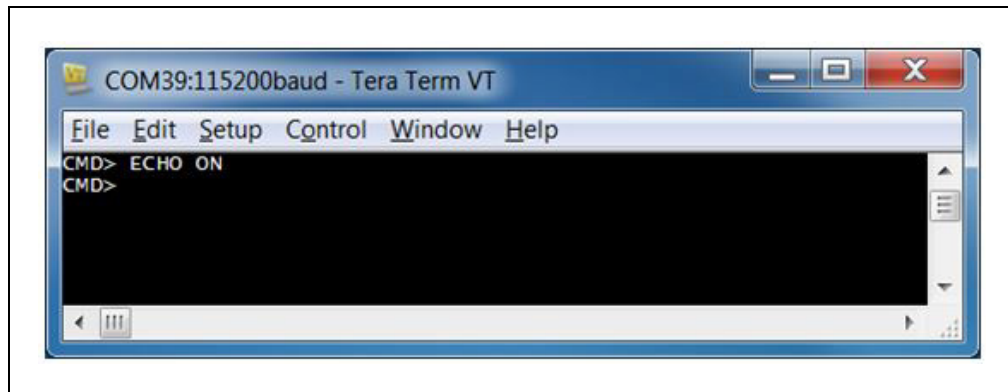 COM39:115200baud - Tera Term VT
File Edit Setup Control Window Help
CMD> ECHO ON
CMD>